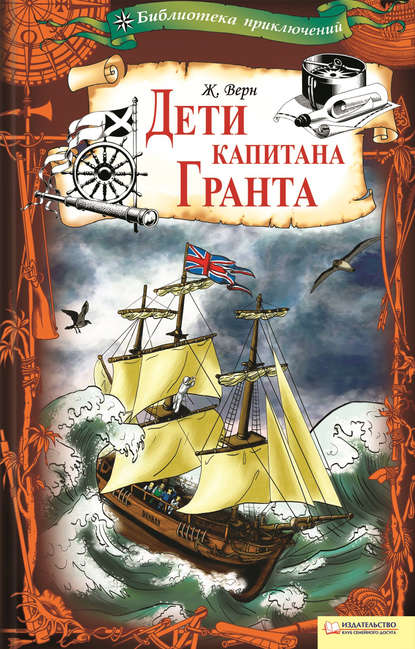 Библиотека приключений
Ж. Верн
Дети
капитана
Гранта
ИЗДАТЕЛЬСТВО
КЛУБ СЕМЕЙНОГО ДОСУГА